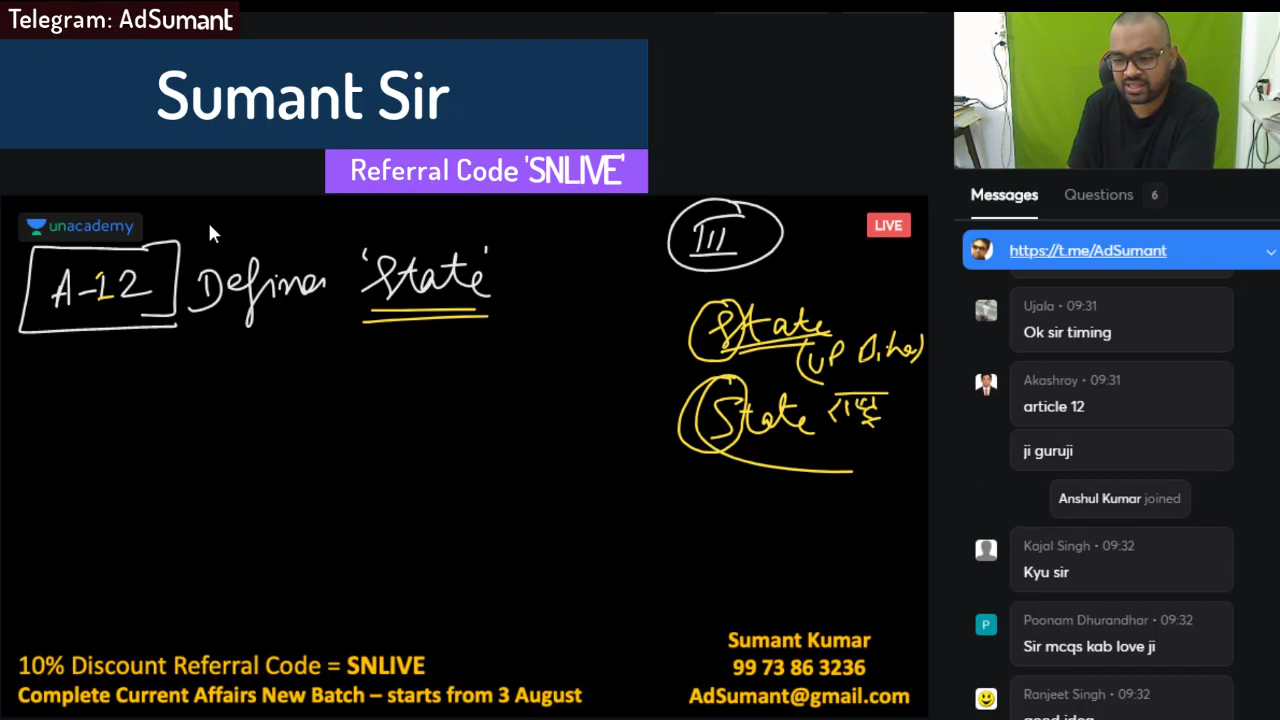 Telegram: AdSumant
Sumant Sir
Referral Code 'SNLIVE'
unacademy
LIVE
III
A-12 Defines 'State'
State
(UP Bihar)
State राष्ट्र
10% Discount Referral Code = SNLIVE
Complete Current Affairs New Batch – starts from 3 August
Sumant Kumar
99 73 86 3236
AdSumant@gmail.com
Messages Questions 6
https://t.me/AdSumant
Ujala • 09:31
Ok sir timing
Akashroy • 09:31
article 12
ji guruji
Anshul Kumar joined
Kajal Singh • 09:32
Kyu sir
P
Poonam Dhurandhar • 09:32
Sir mcqs kab love ji
Ranjeet Singh • 09:32
good idea